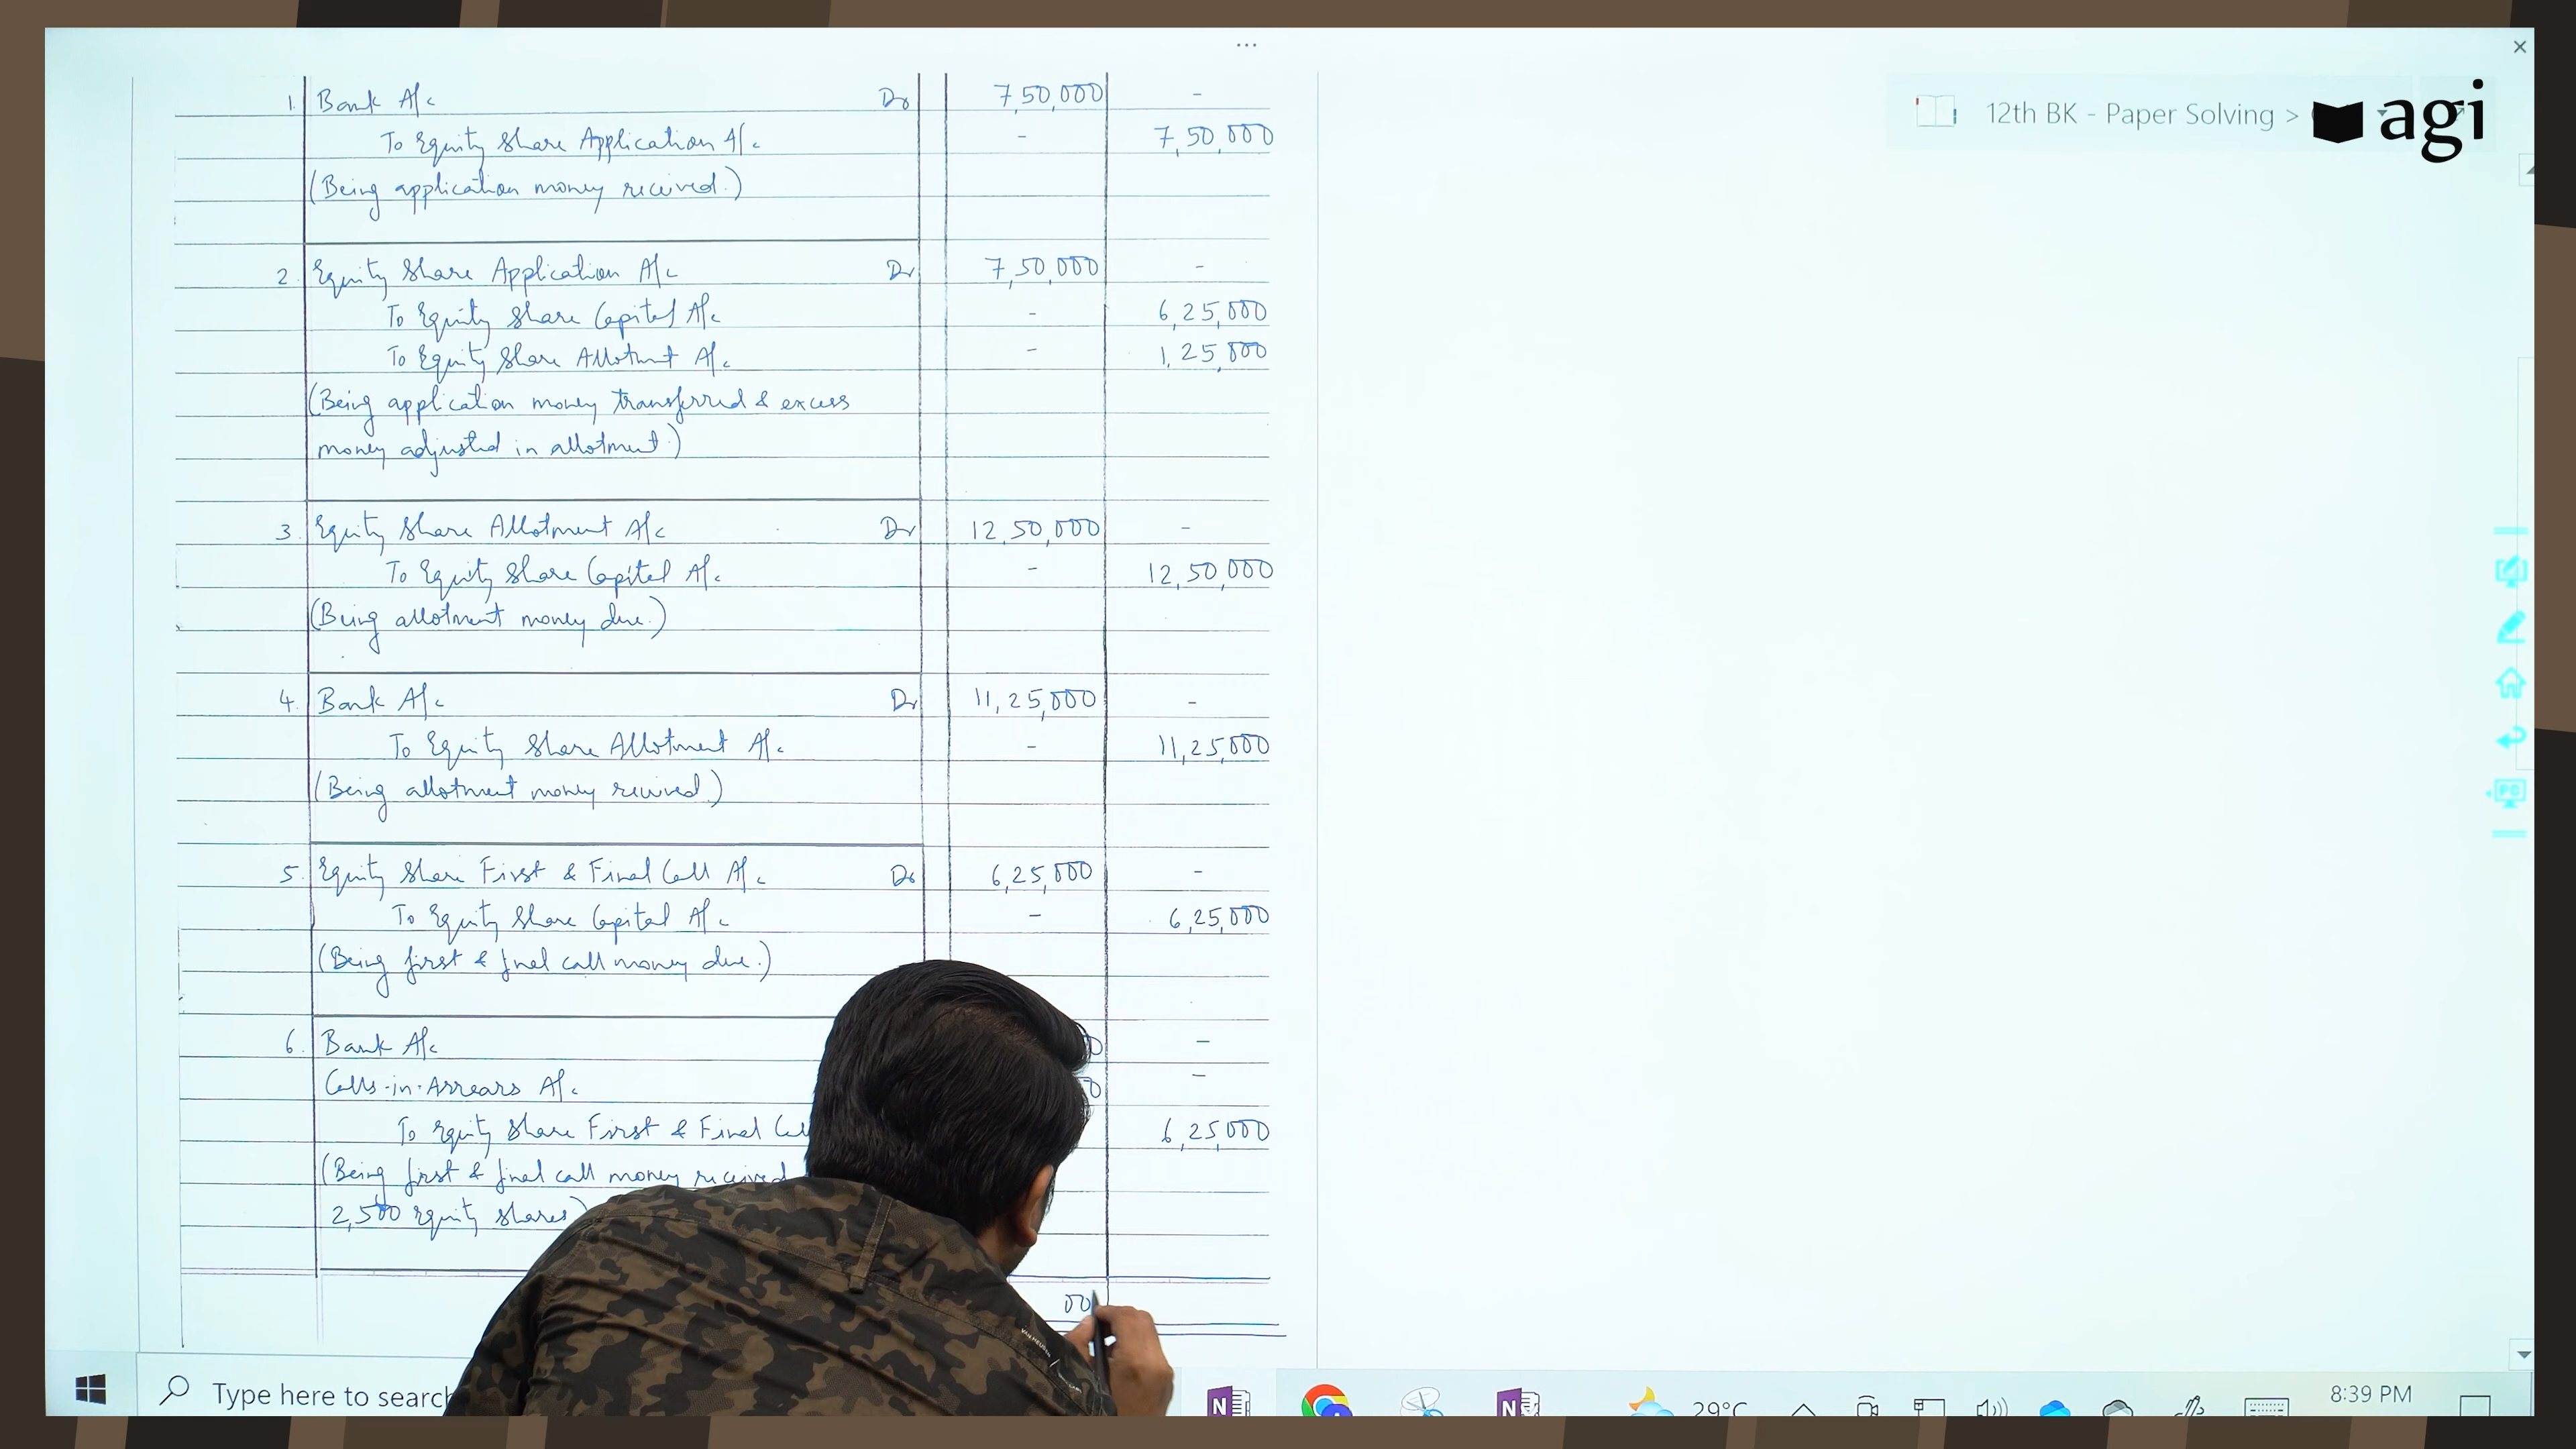 ...
×
12th BK - Paper Solving >
agi
1. Bank A/c Dr 7,50,000 -
To Equity Share Application A/c - 7,50,000
(Being application money received.)
2. Equity Share Application A/c Dr 7,50,000 -
To Equity Share Capital A/c - 6,25,000
To Equity Share Allotment A/c - 1,25,000
(Being application money transferred & excess
money adjusted in allotment.)
3. Equity Share Allotment A/c Dr 12,50,000 -
To Equity Share Capital A/c - 12,50,000
(Being allotment money due.)
4. Bank A/c Dr 11,25,000 -
To Equity Share Allotment A/c - 11,25,000
(Being allotment money received.)
5. Equity Share First & Final Call A/c Dr 6,25,000 -
To Equity Share Capital A/c - 6,25,000
(Being first & final call money due.)
6. Bank A/c -
Calls-in-Arrears A/c -
To Equity Share First & Final 6,25,000
(Being first & final call money received
2,500 equity shares)
00
PC
Type here to search
N
N
29°C
8:39 PM